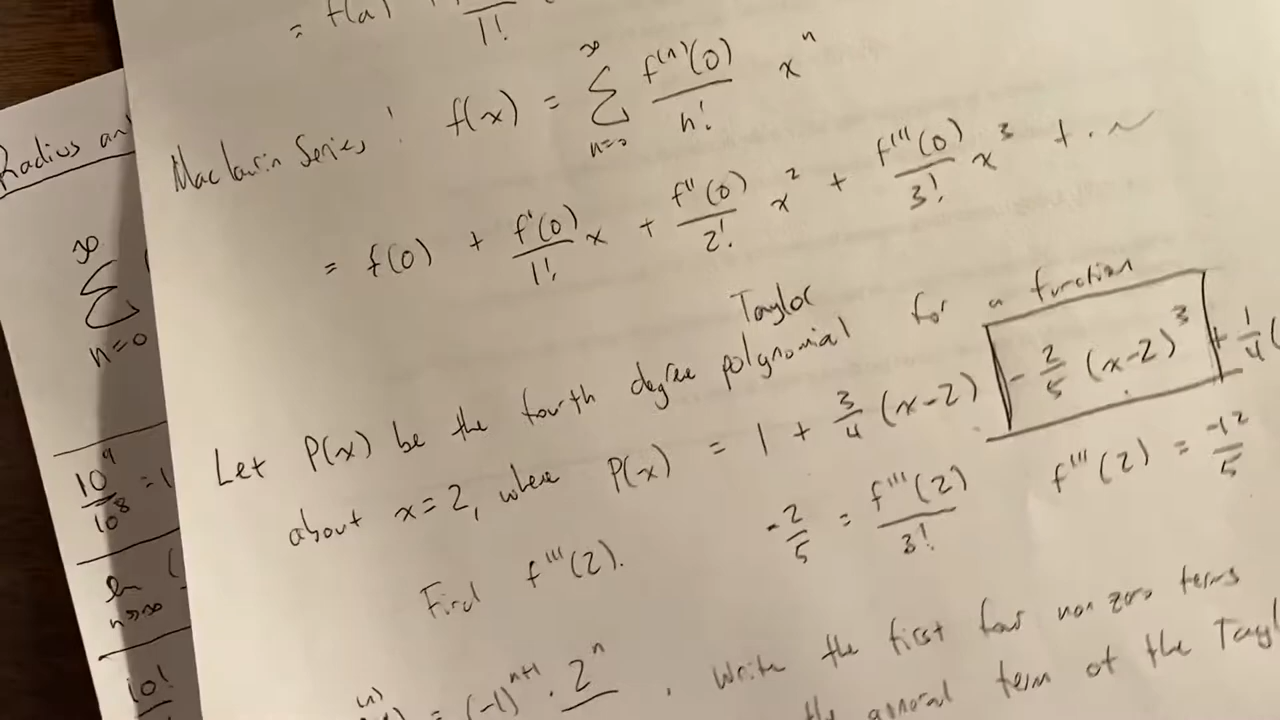 = f(a)
1!
Maclaurin Series: f(x) = ∞ Σ n=0 f⁽ⁿ⁾(0)/n! xⁿ
= f(0) + f'(0)/1! x + f''(0)/2! x² + f'''(0)/3! x³ + ...
Let P(x) be the fourth degree Taylor polynomial for a function
about x=2, where P(x) = 1 + 3/4 (x-2) - 2/5 (x-2)³ + 1/4 (
Find f'''(2). -2/5 = f'''(2)/3! f'''(2) = -12/5
= (-1)ⁿ⁺¹ · 2ⁿ . Write the first four nonzero terms
the general term of the Tayl
Radius an
∞ Σ n=0 (
10⁹/10⁸ = 1
lim n→∞ (
10!